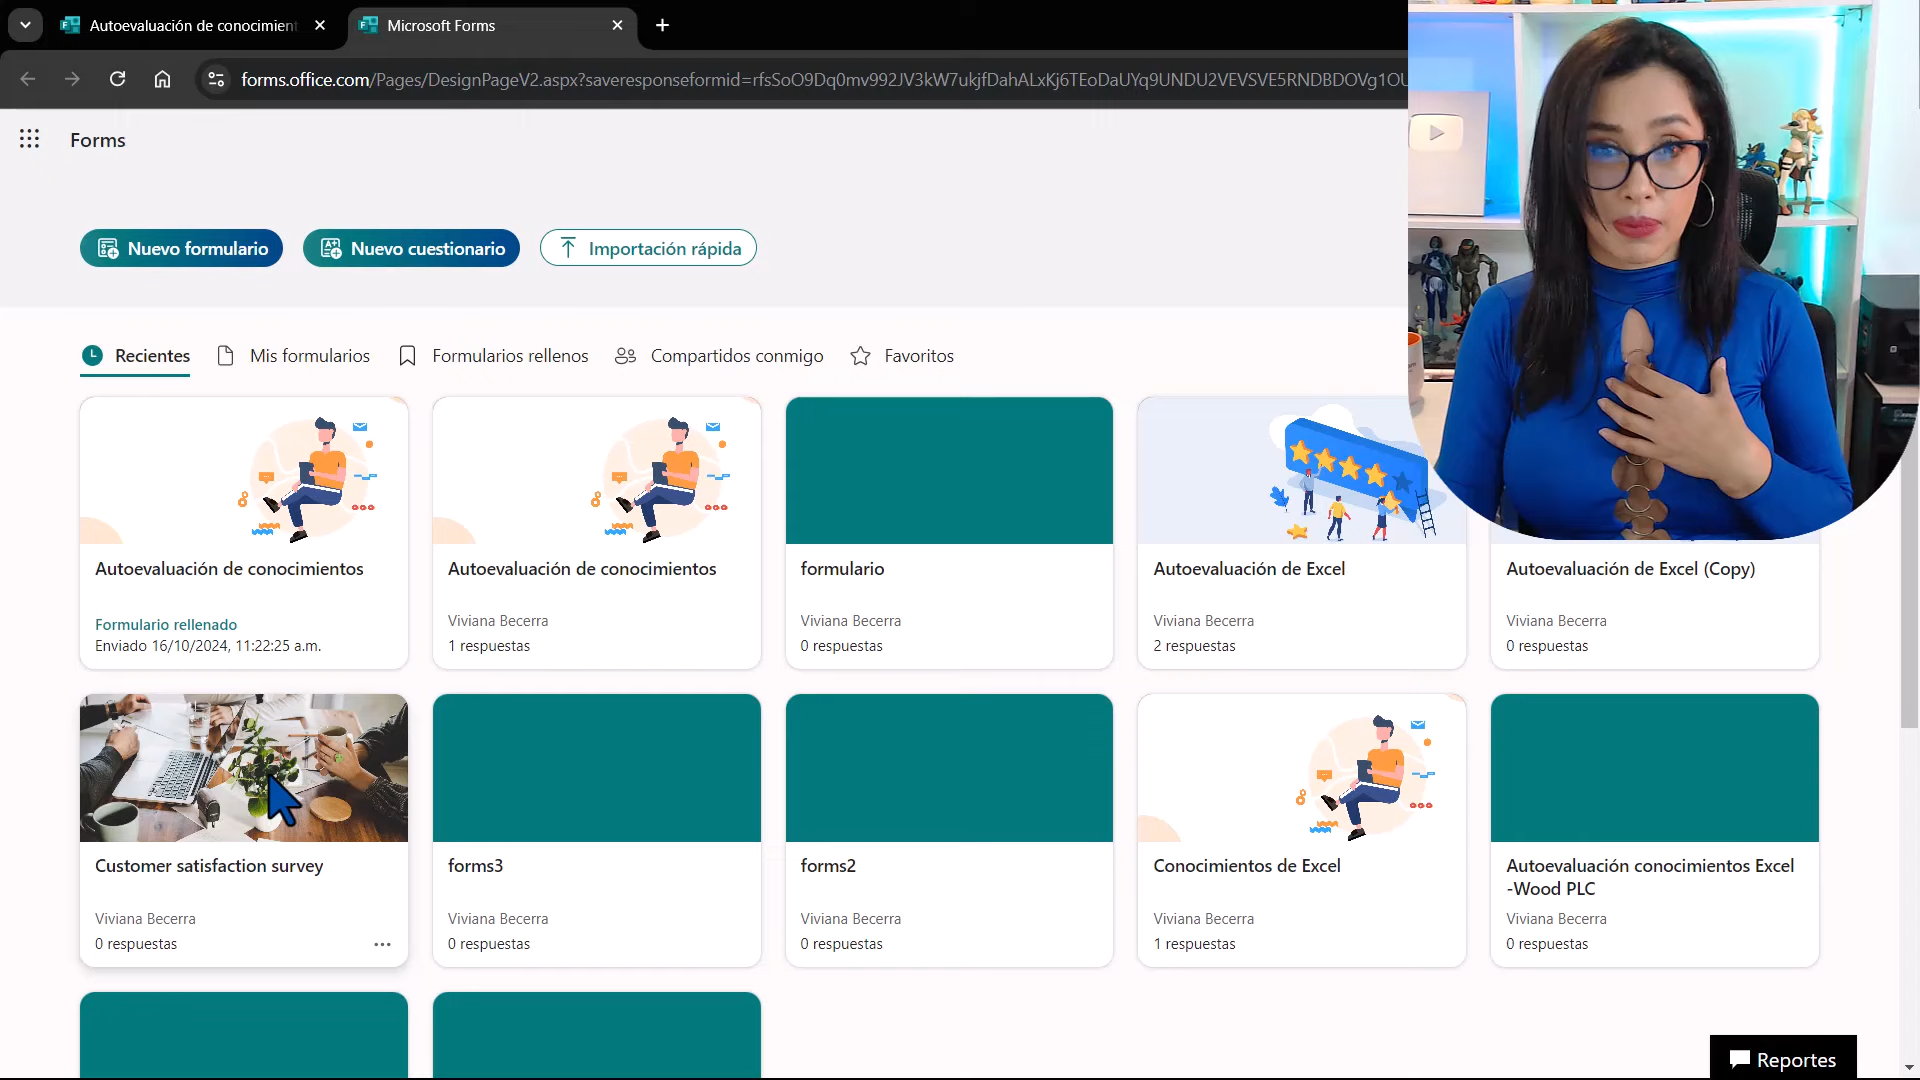 Autoevaluación de conocimient
Microsoft Forms
forms.office.com/Pages/DesignPageV2.aspx?saveresponseformid=rfsSoO9Dq0mv992JV3kW7ukjfDahALxKj6TEoDaUYq9UNDU2VEVSVE5RNDBDOVg1OU
Forms
Nuevo formulario
Nuevo cuestionario
Importación rápida
Recientes
Mis formularios
Formularios rellenos
Compartidos conmigo
Favoritos
Autoevaluación de conocimientos
Formulario rellenado
Enviado 16/10/2024, 11:22:25 a.m.
Autoevaluación de conocimientos
Viviana Becerra
1 respuestas
formulario
Viviana Becerra
0 respuestas
Autoevaluación de Excel
Viviana Becerra
2 respuestas
Autoevaluación de Excel (Copy)
Viviana Becerra
0 respuestas
Customer satisfaction survey
Viviana Becerra
0 respuestas
forms3
Viviana Becerra
0 respuestas
forms2
Viviana Becerra
0 respuestas
Conocimientos de Excel
Viviana Becerra
1 respuestas
Autoevaluación conocimientos Excel
-Wood PLC
Viviana Becerra
0 respuestas
Reportes